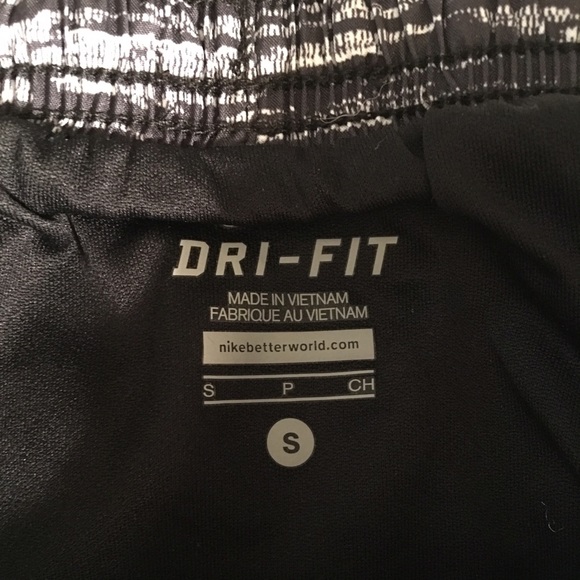 DRI-FIT
MADE IN VIETNAM
FABRIQUE AU VIETNAM
nikebetterworld.com
S P CH
S